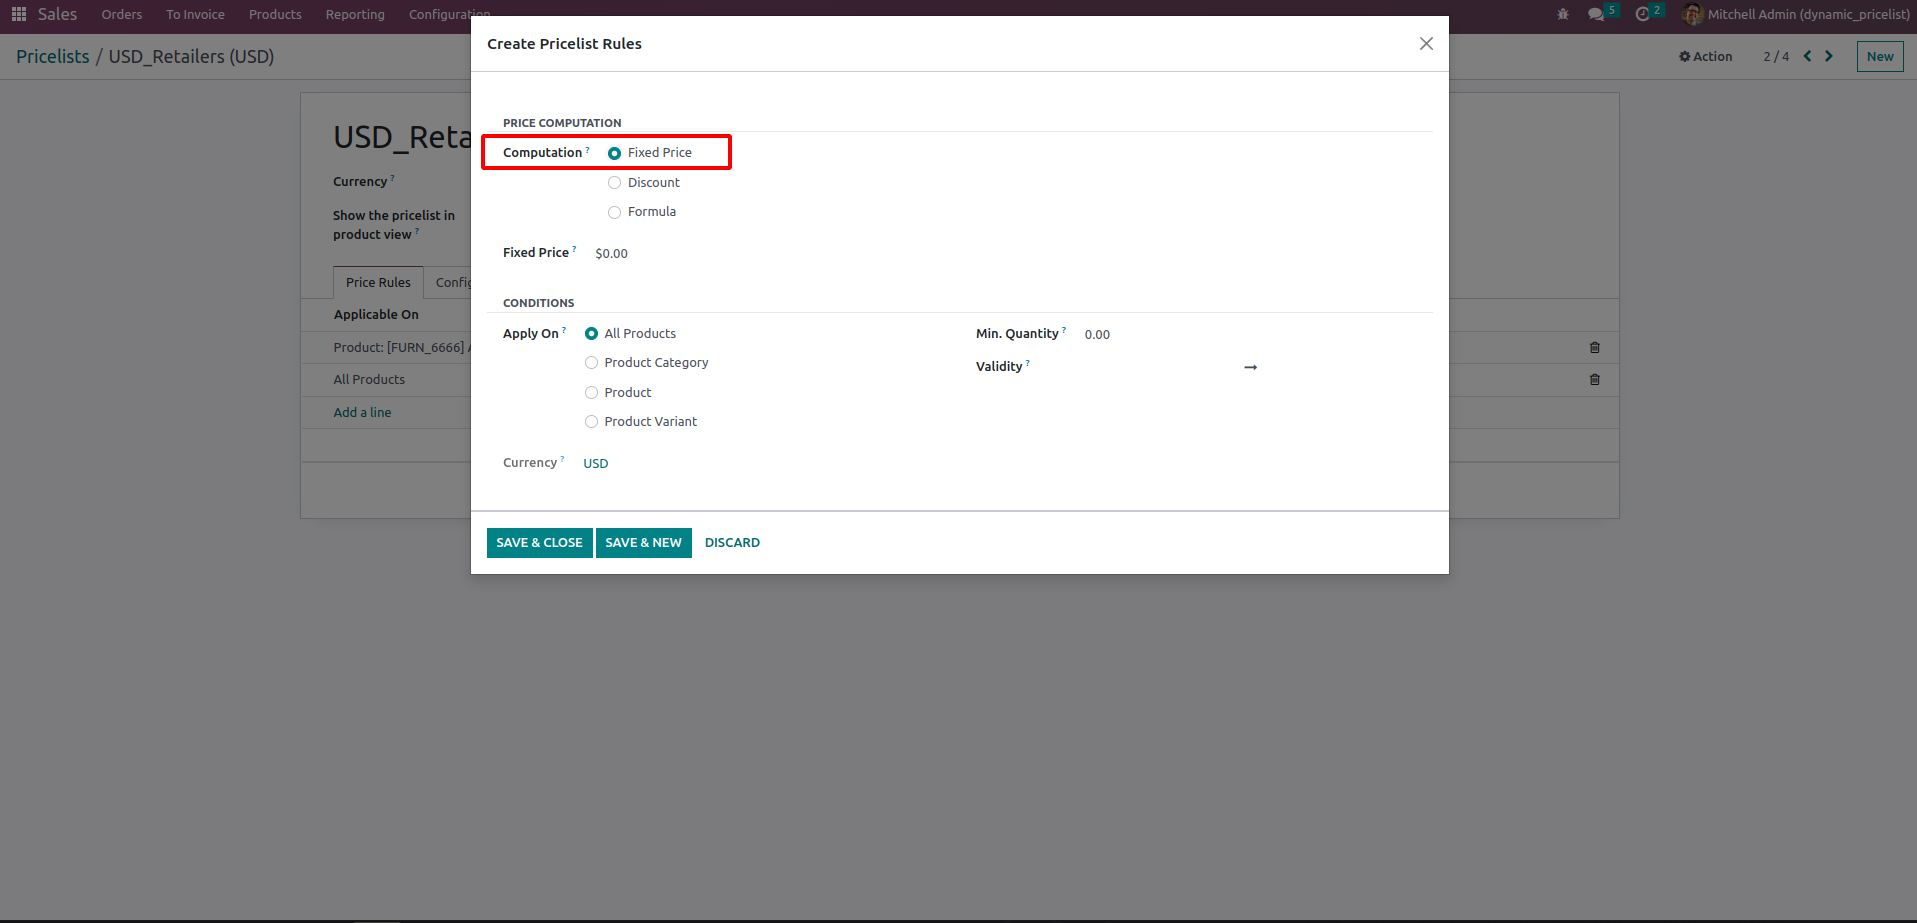 Sales Orders To Invoice Products Reporting Configuration 5 2 Mitchell Admin (dynamic_pricelist)
Pricelists / USD_Retailers (USD) Action 2 / 4 New
Create Pricelist Rules
USD_Reta
Currency ?
Show the pricelist in
product view ?
Price Rules Config
Applicable On
Product: [FURN_6666] A
All Products
Add a line
PRICE COMPUTATION
Computation ? Fixed Price
Discount
Formula
Fixed Price ? $0.00
CONDITIONS
Apply On ? All Products Min. Quantity ? 0.00
Product Category Validity ?
Product
Product Variant
Currency ? USD
SAVE & CLOSE SAVE & NEW DISCARD